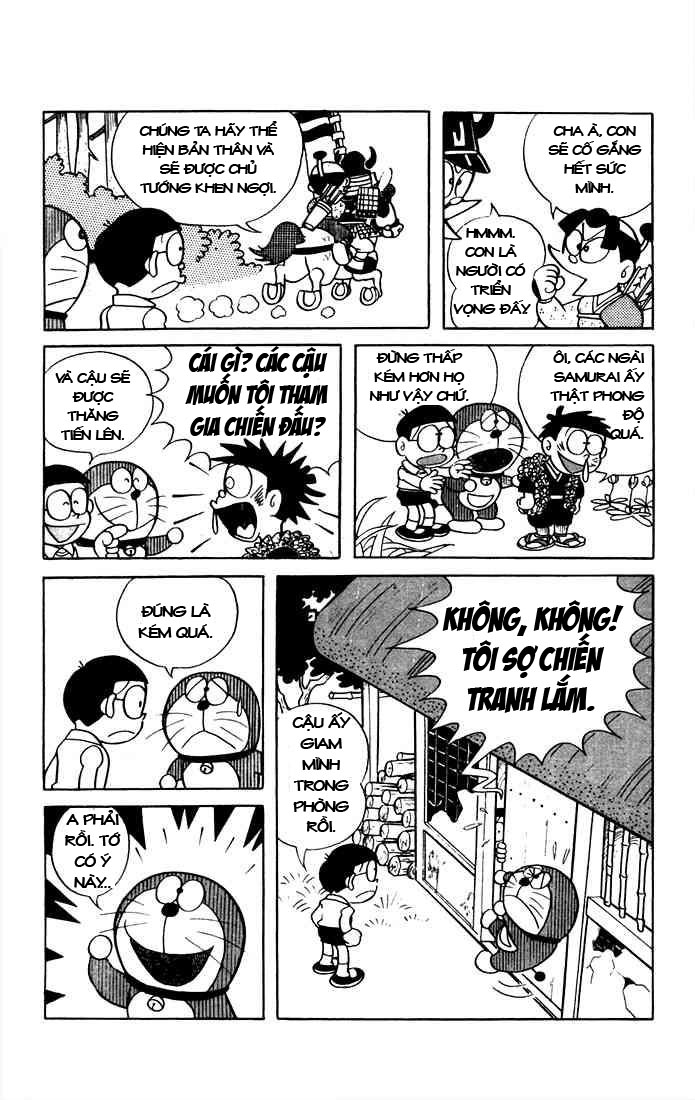 CHÚNG TA HÃY THỂ
HIỆN BẢN THÂN VÀ
SẼ ĐƯỢC CHỦ
TƯỚNG KHEN NGỢI.
CHA À, CON
SẼ CỐ GẮNG
HẾT SỨC
MÌNH.
HMMM.
CON LÀ
NGƯỜI CÓ
TRIỂN
VỌNG ĐẤY
VÀ CẬU SẼ
ĐƯỢC
THĂNG
TIẾN LÊN.
CÁI GÌ? CÁC CẬU
MUỐN TÔI THAM
GIA CHIẾN ĐẤU?
ĐỪNG THẤP
KÉM HƠN HỌ
NHƯ VẬY CHỨ.
ÔI, CÁC NGÀI
SAMURAI ẤY
THẬT PHONG
ĐỘ
QUÁ.
ĐÚNG LÀ
KÉM QUÁ.
KHÔNG, KHÔNG!
TÔI SỢ CHIẾN
TRANH LẮM.
CẬU ẤY
GIAM
MÌNH
TRONG
PHÒNG
RỒI.
A PHẢI
RỒI. TỚ
CÓ Ý
NÀY...